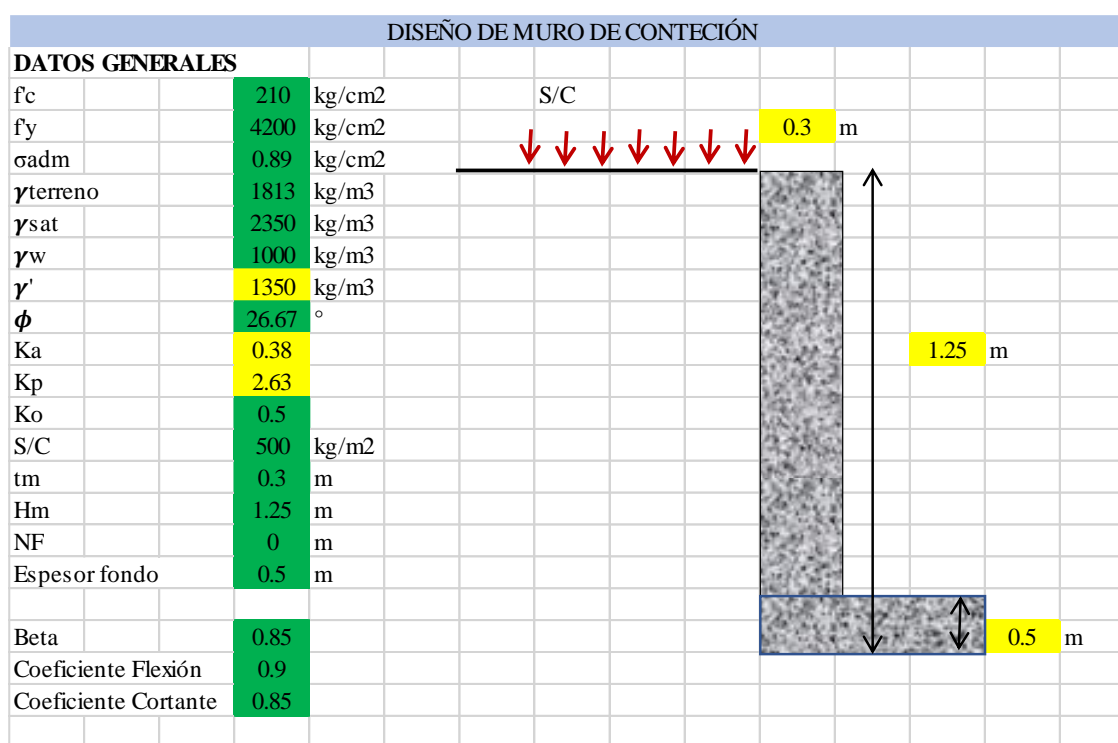 DISEÑO DE MURO DE CONTECIÓN
DATOS GENERALES
f'c 210 kg/cm2 S/C
f'y 4200 kg/cm2 0.3 m
σadm 0.89 kg/cm2
γterreno 1813 kg/m3
γsat 2350 kg/m3
γw 1000 kg/m3
γ' 1350 kg/m3
ϕ 26.67 °
Ka 0.38 1.25 m
Kp 2.63
Ko 0.5
S/C 500 kg/m2
tm 0.3 m
Hm 1.25 m
NF 0 m
Espesor fondo 0.5 m
Beta 0.85 0.5 m
Coeficiente Flexión 0.9
Coeficiente Cortante 0.85